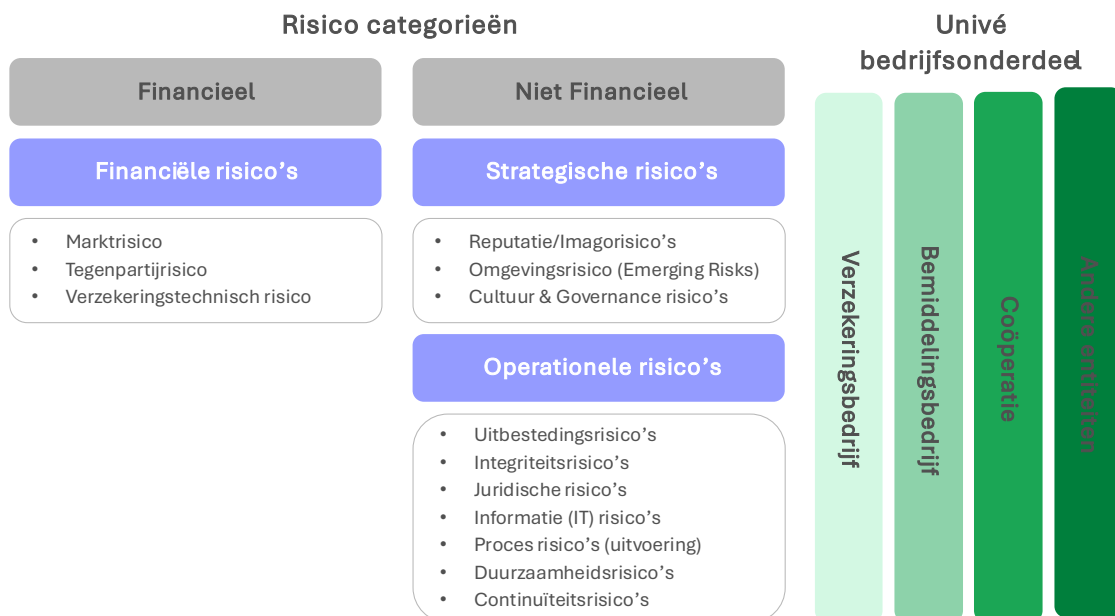 Risico categorieën
Financieel
Financiële risico's
• Marktrisico
• Tegenpartijrisico
• Verzekeringstechnisch risico
Niet Financieel
Strategische risico's
• Reputatie/Imagorisico's
• Omgevingsrisico (Emerging Risks)
• Cultuur & Governance risico's
Operationele risico's
• Uitbestedingsrisico's
• Integriteitsrisico's
• Juridische risico's
• Informatie (IT) risico's
• Proces risico's (uitvoering)
• Duurzaamheidsrisico's
• Continuïteitsrisico's
Univé
bedrijfsonderdeel
Verzekeringsbedrijf
Bemiddelingsbedrijf
Coöperatie
Andere entiteiten